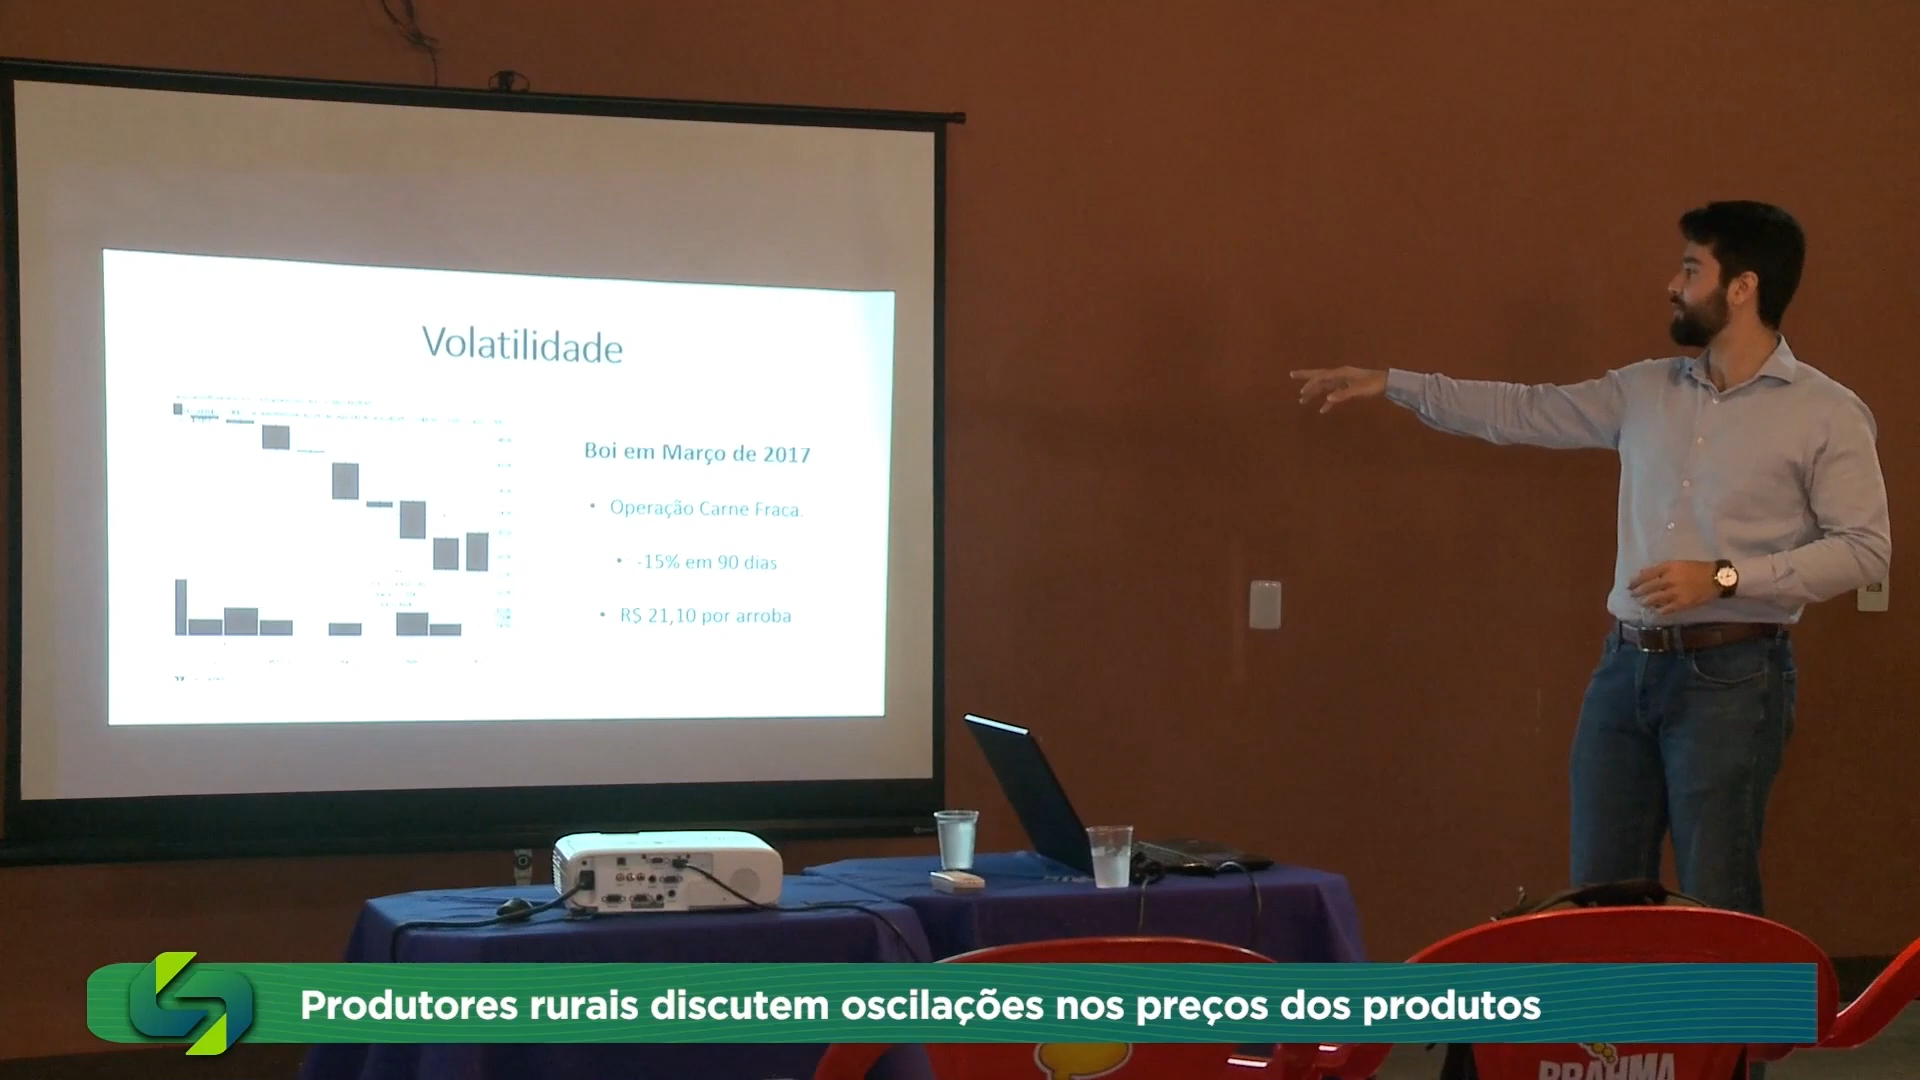 Volatilidade
Boi em Março de 2017
• Operação Carne Fraca.
• -15% em 90 dias
• R$ 21,10 por arroba
Produtores rurais discutem oscilações nos preços dos produtos
BRAHMA